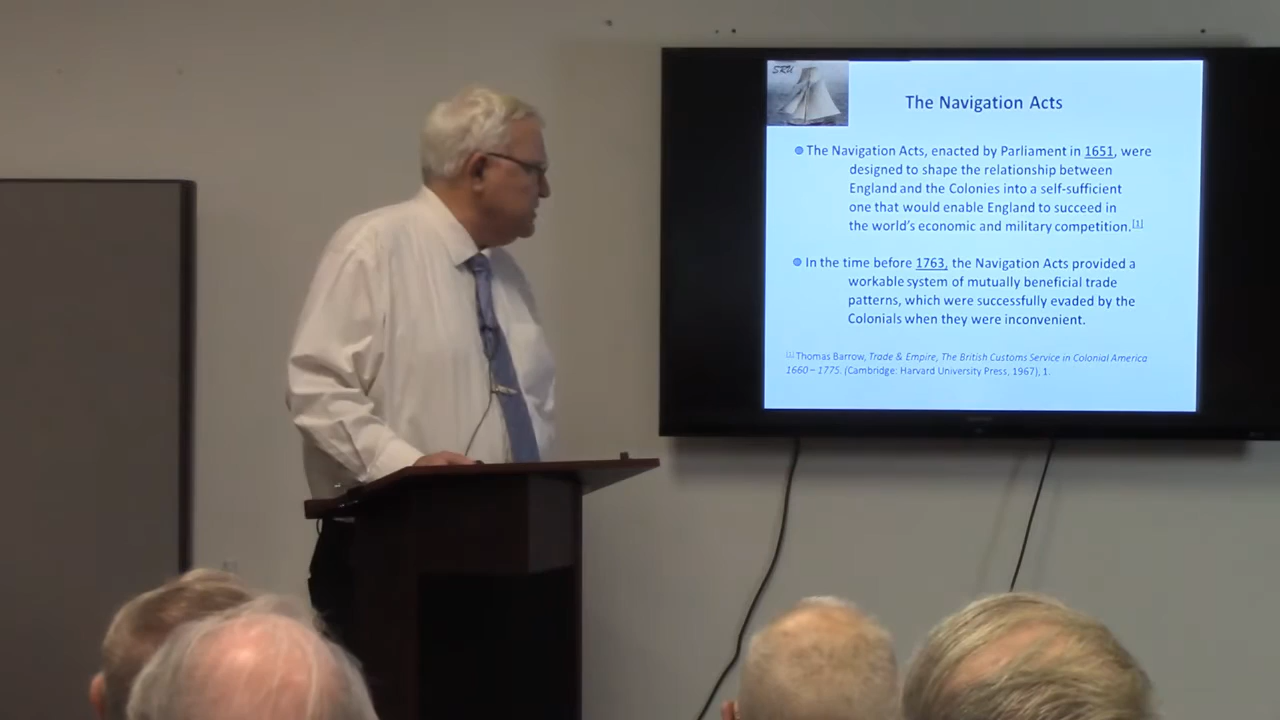 SRU
The Navigation Acts
The Navigation Acts, enacted by Parliament in 1651, were
designed to shape the relationship between
England and the Colonies into a self-sufficient
one that would enable England to succeed in
the world's economic and military competition.[1]
In the time before 1763, the Navigation Acts provided a
workable system of mutually beneficial trade
patterns, which were successfully evaded by the
Colonials when they were inconvenient.
[1] Thomas Barrow, Trade & Empire, The British Customs Service in Colonial America
1660 – 1775. (Cambridge: Harvard University Press, 1967), 1.